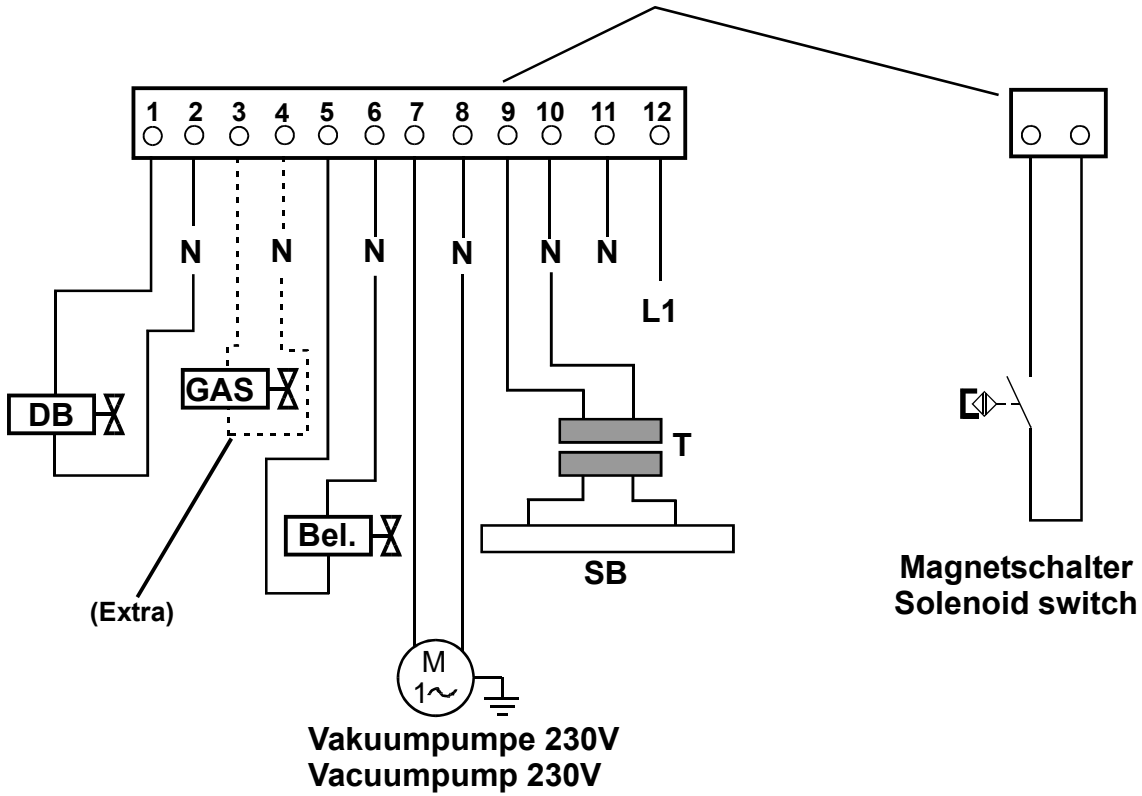 1 2 3 4 5 6 7 8 9 10 11 12
N N N N N N
L1
GAS
DB
T
Bel.
SB
(Extra)
M
1~
Magnetschalter
Solenoid switch
Vakuumpumpe 230V
Vacuumpump 230V